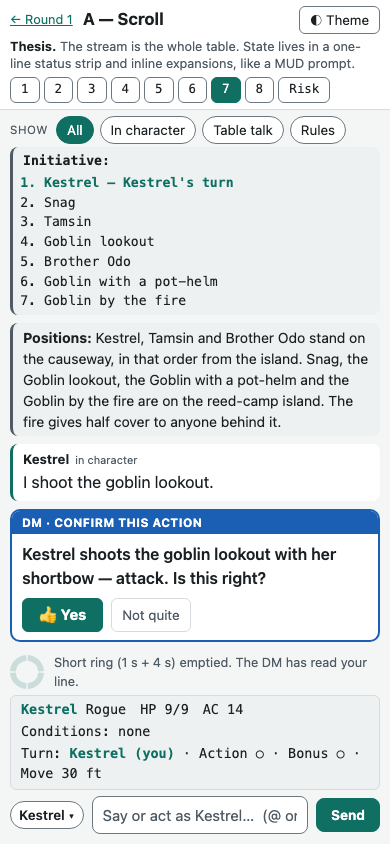 ← Round 1 A — Scroll ◐ Theme
Thesis. The stream is the whole table. State lives in a one-
line status strip and inline expansions, like a MUD prompt.
1 2 3 4 5 6 7 8 Risk
SHOW All In character Table talk Rules
Initiative:
1. Kestrel — Kestrel's turn
2. Snag
3. Tamsin
4. Goblin lookout
5. Brother Odo
6. Goblin with a pot-helm
7. Goblin by the fire
Positions: Kestrel, Tamsin and Brother Odo stand on
the causeway, in that order from the island. Snag, the
Goblin lookout, the Goblin with a pot-helm and the
Goblin by the fire are on the reed-camp island. The
fire gives half cover to anyone behind it.
Kestrel in character
I shoot the goblin lookout.
DM · CONFIRM THIS ACTION
Kestrel shoots the goblin lookout with her
shortbow — attack. Is this right?
👍 Yes Not quite
Short ring (1 s + 4 s) emptied. The DM has read your
line.
Kestrel Rogue HP 9/9 AC 14
Conditions: none
Turn: Kestrel (you) · Action ○ · Bonus ○ ·
Move 30 ft
Kestrel ▾ Say or act as Kestrel… (@ or Send